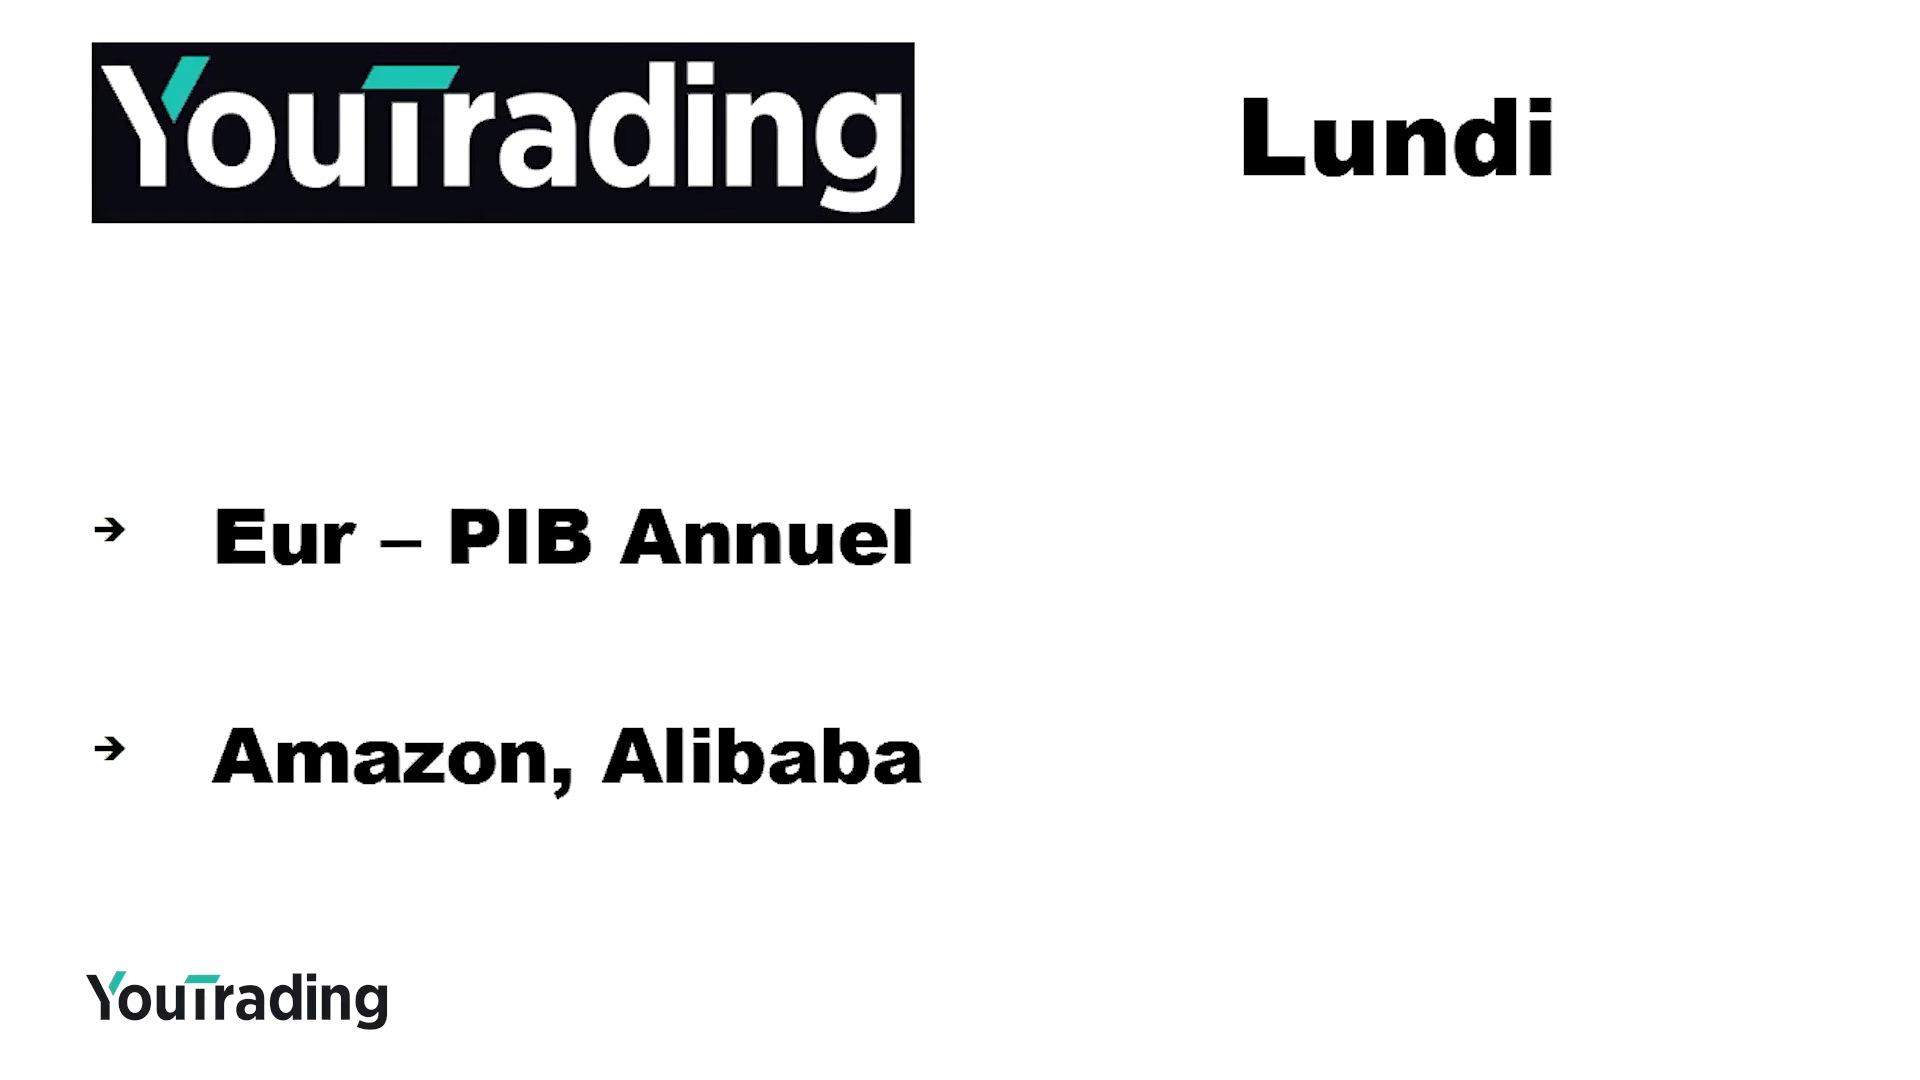 YouTrading
Lundi
→ Eur – PIB Annuel
→ Amazon, Alibaba
YouTrading